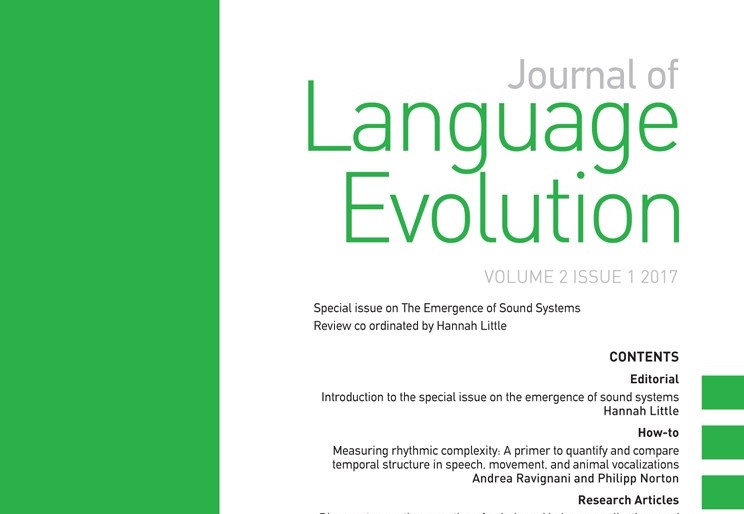 Journal of
Language
Evolution
VOLUME 2 ISSUE 1 2017
Special issue on The Emergence of Sound Systems
Review co ordinated by Hannah Little
CONTENTS
Editorial
Introduction to the special issue on the emergence of sound systems
Hannah Little
How-to
Measuring rhythmic complexity: A primer to quantify and compare
temporal structure in speech, movement, and animal vocalizations
Andrea Ravignani and Philipp Norton
Research Articles